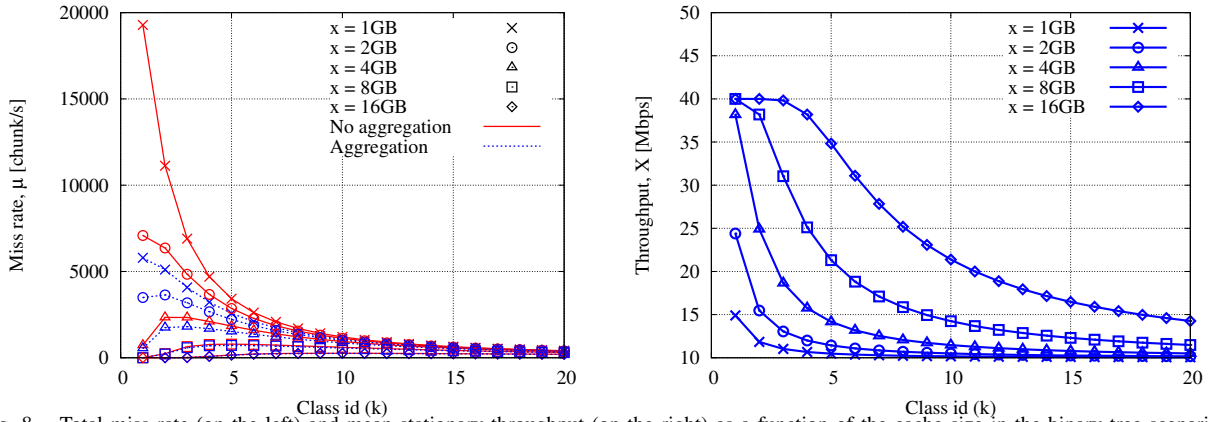 20000
15000
10000
5000
0
Miss rate, μ [chunk/s]
0 5 10 15 20
Class id (k)
x = 1GB
x = 2GB
x = 4GB
x = 8GB
x = 16GB
No aggregation
Aggregation
50
45
40
35
30
25
20
15
10
Throughput, X [Mbps]
0 5 10 15 20
Class id (k)
x = 1GB
x = 2GB
x = 4GB
x = 8GB
x = 16GB
8. Total miss rate (on the left) and mean stationary throughput (on the right) as a function of the cache size in the binary tree